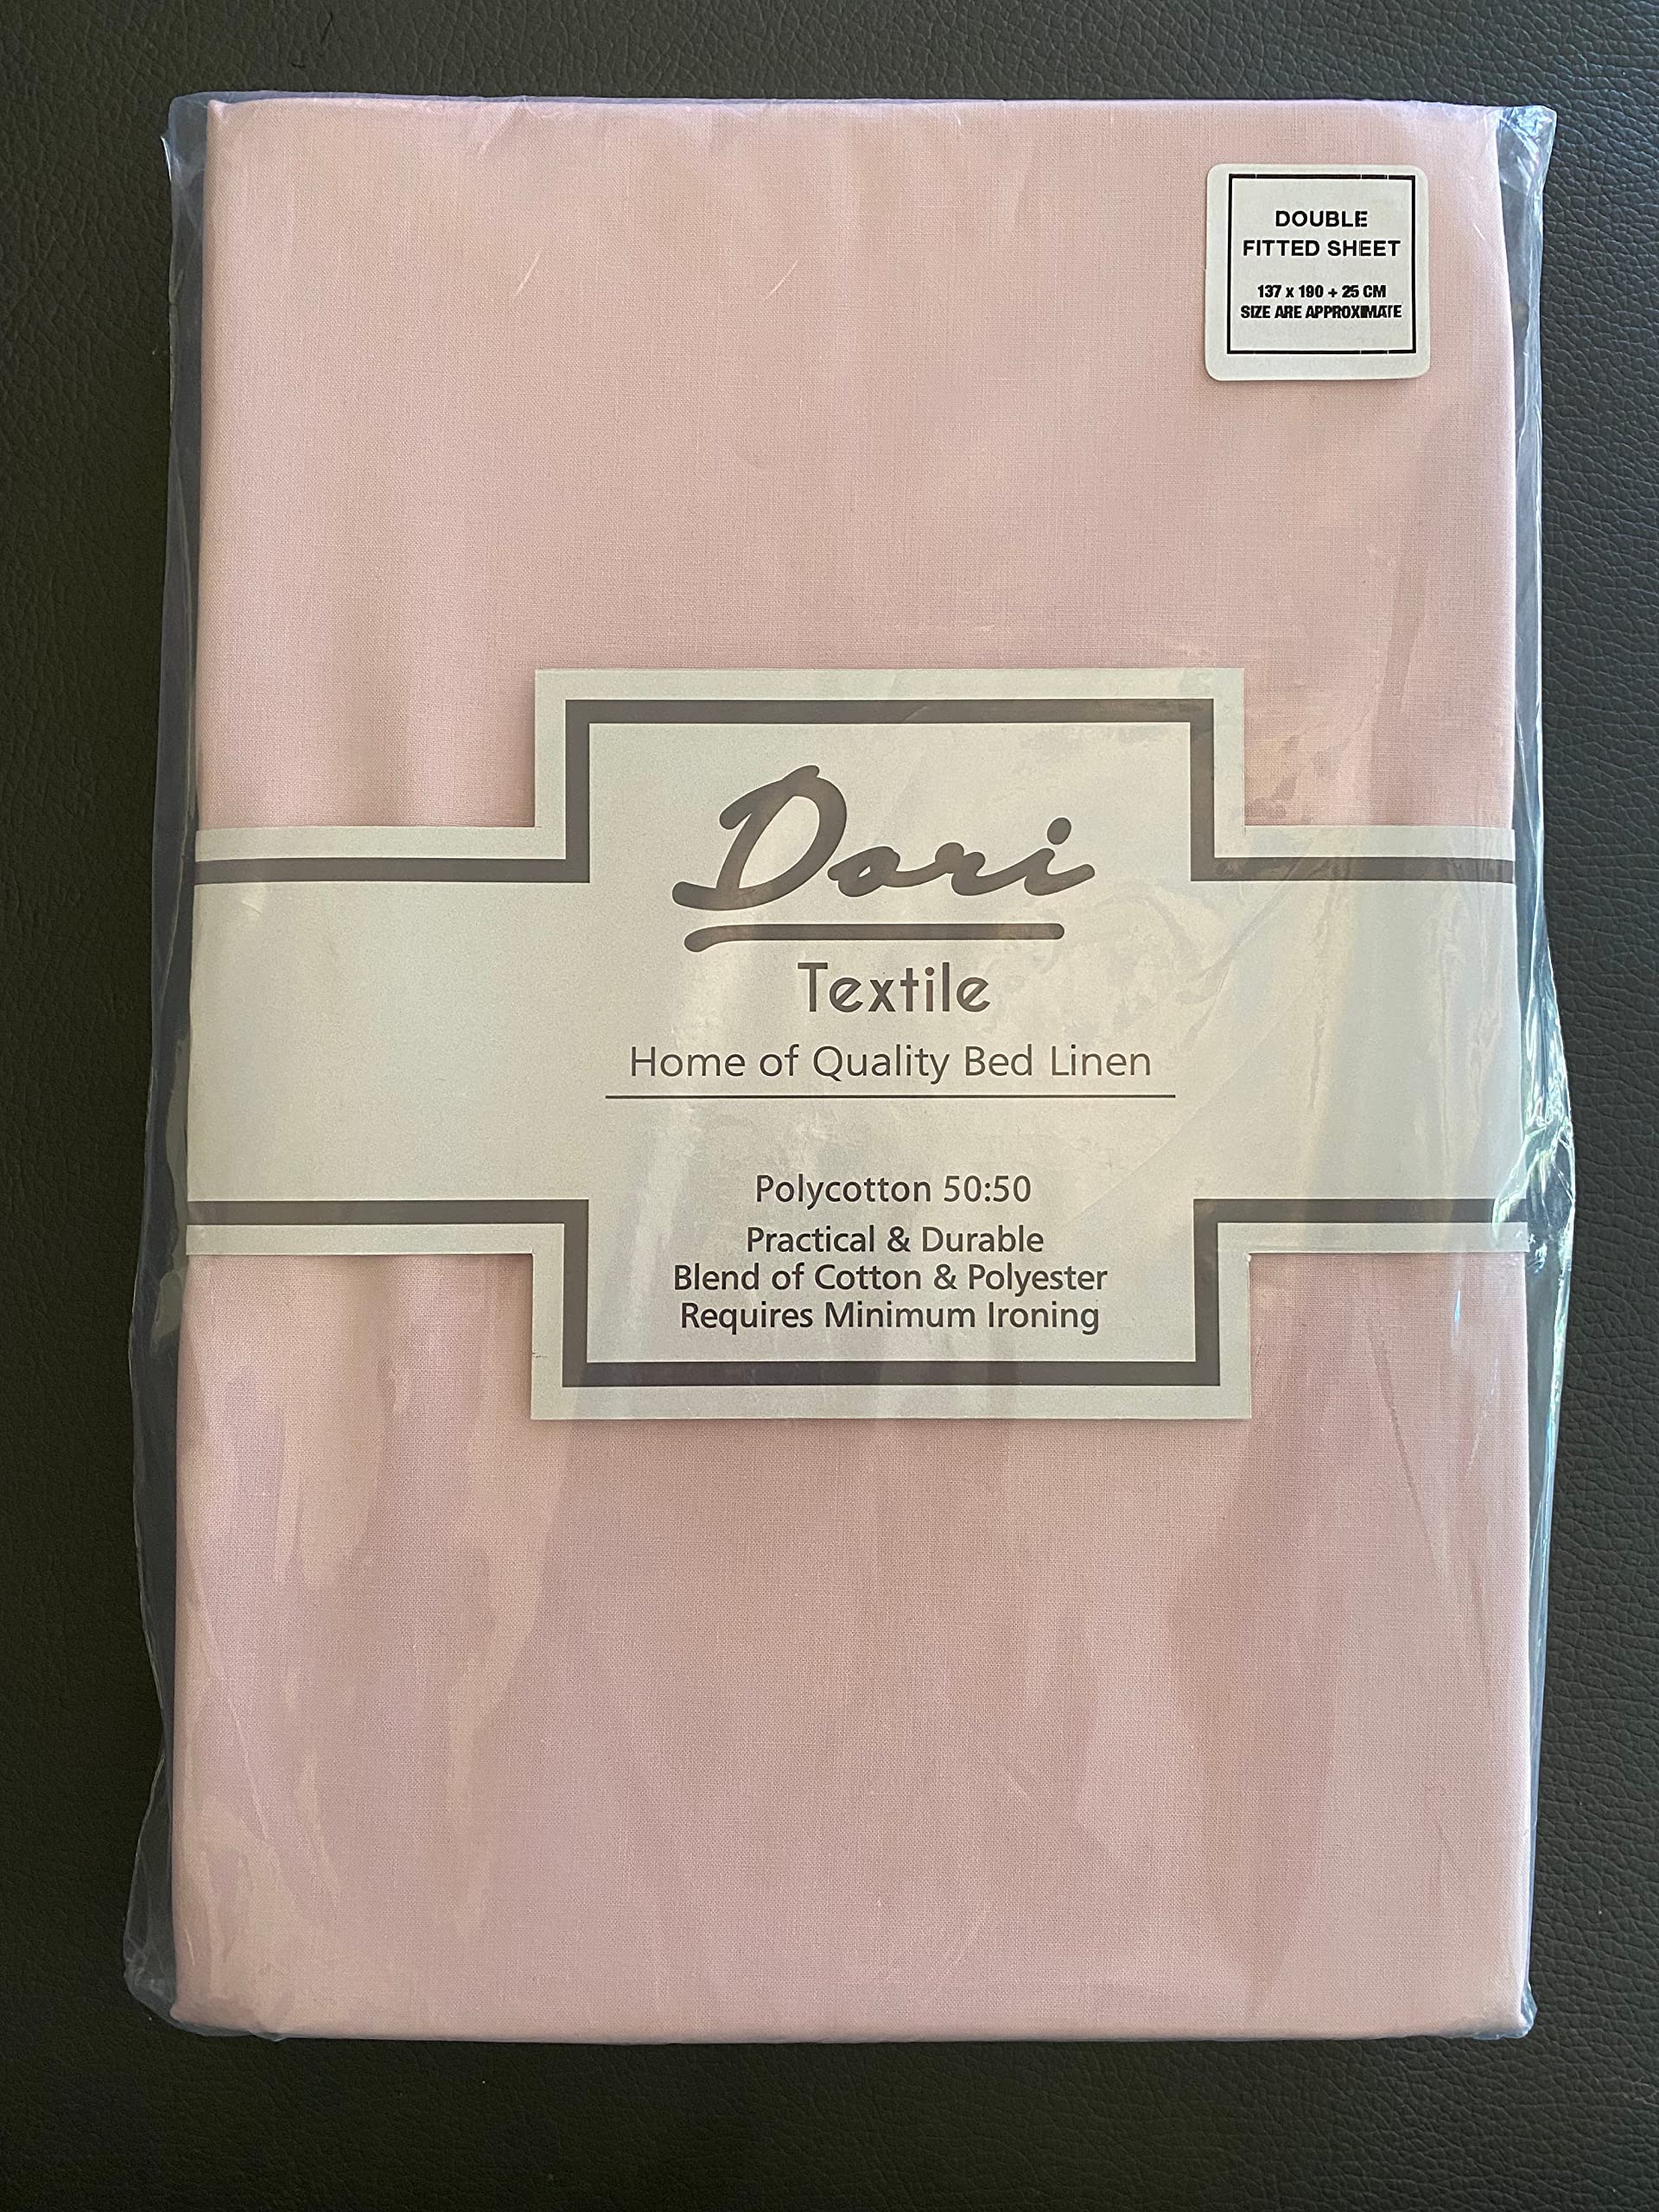 DOUBLE
FITTED SHEET
137 x 190 + 25 CM
SIZE ARE APPROXIMATE
Dori
Textile
Home of Quality Bed Linen
Polycotton 50:50
Practical & Durable
Blend of Cotton & Polyester
Requires Minimum Ironing